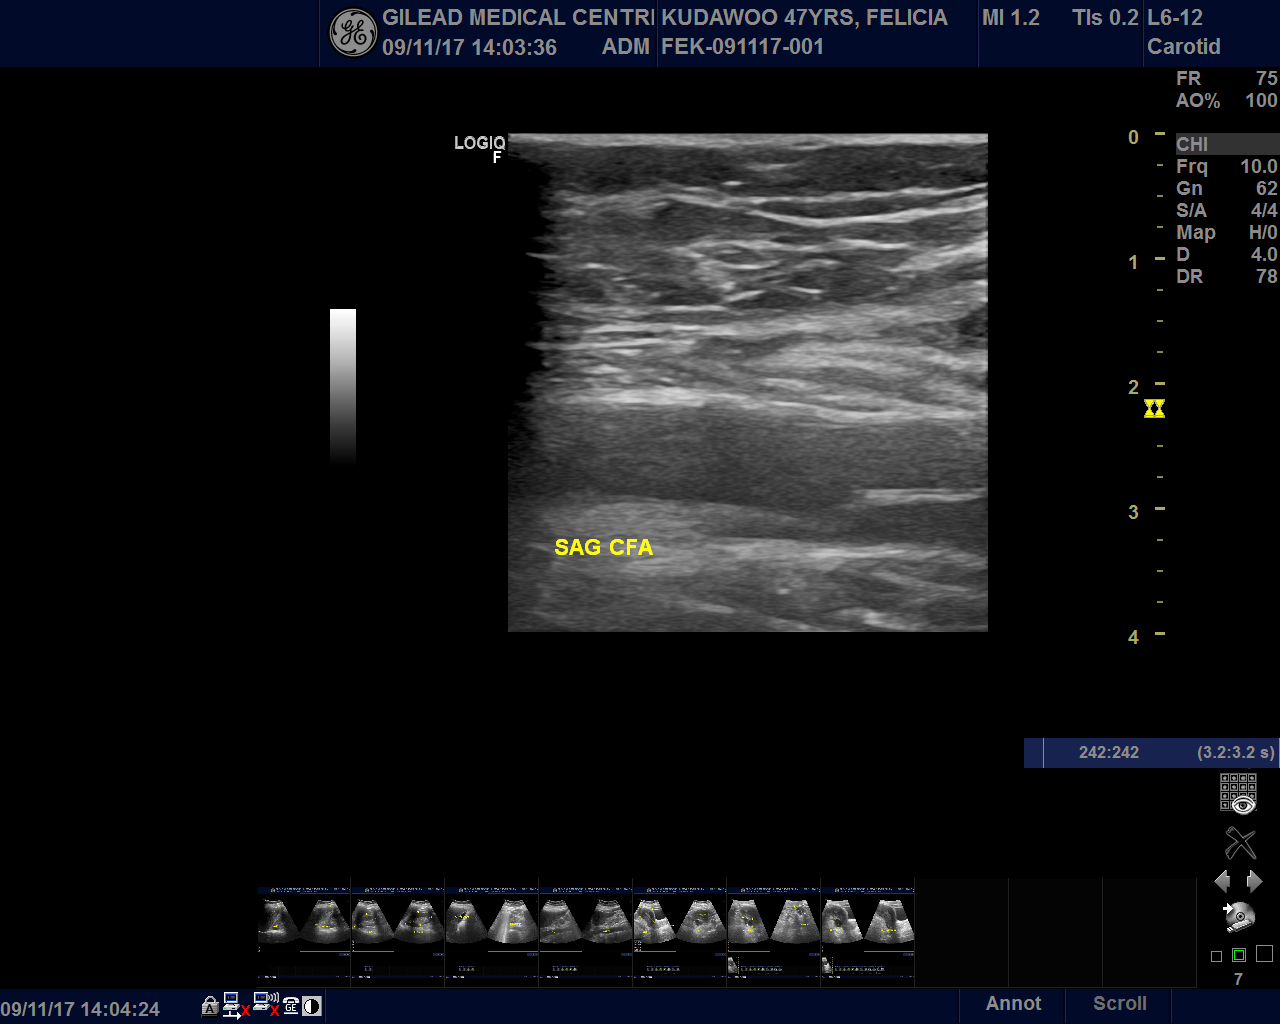 GILEAD MEDICAL CENTRI
KUDAWOO 47YRS, FELICIA
MI 1.2
TIs 0.2
L6-12
09/11/17 14:03:36
ADM
FEK-091117-001
Carotid
FR 75
AO% 100
CHI
Frq 10.0
Gn 62
S/A 4/4
Map H/0
D 4.0
DR 78
LOGIQ
F
0
1
2
3
4
SAG CFA
242:242 (3.2:3.2 s)
7
09/11/17 14:04:24
Annot
Scroll